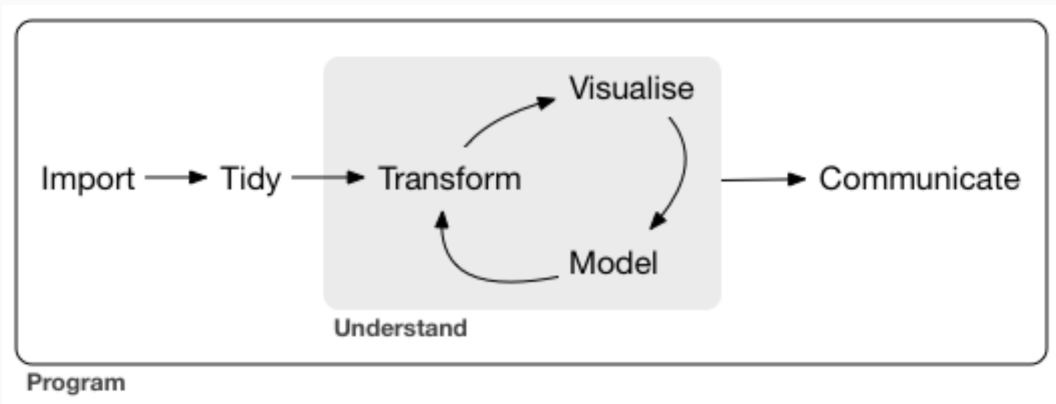 Visualise
Import Tidy Transform Communicate
Model
Understand
Program